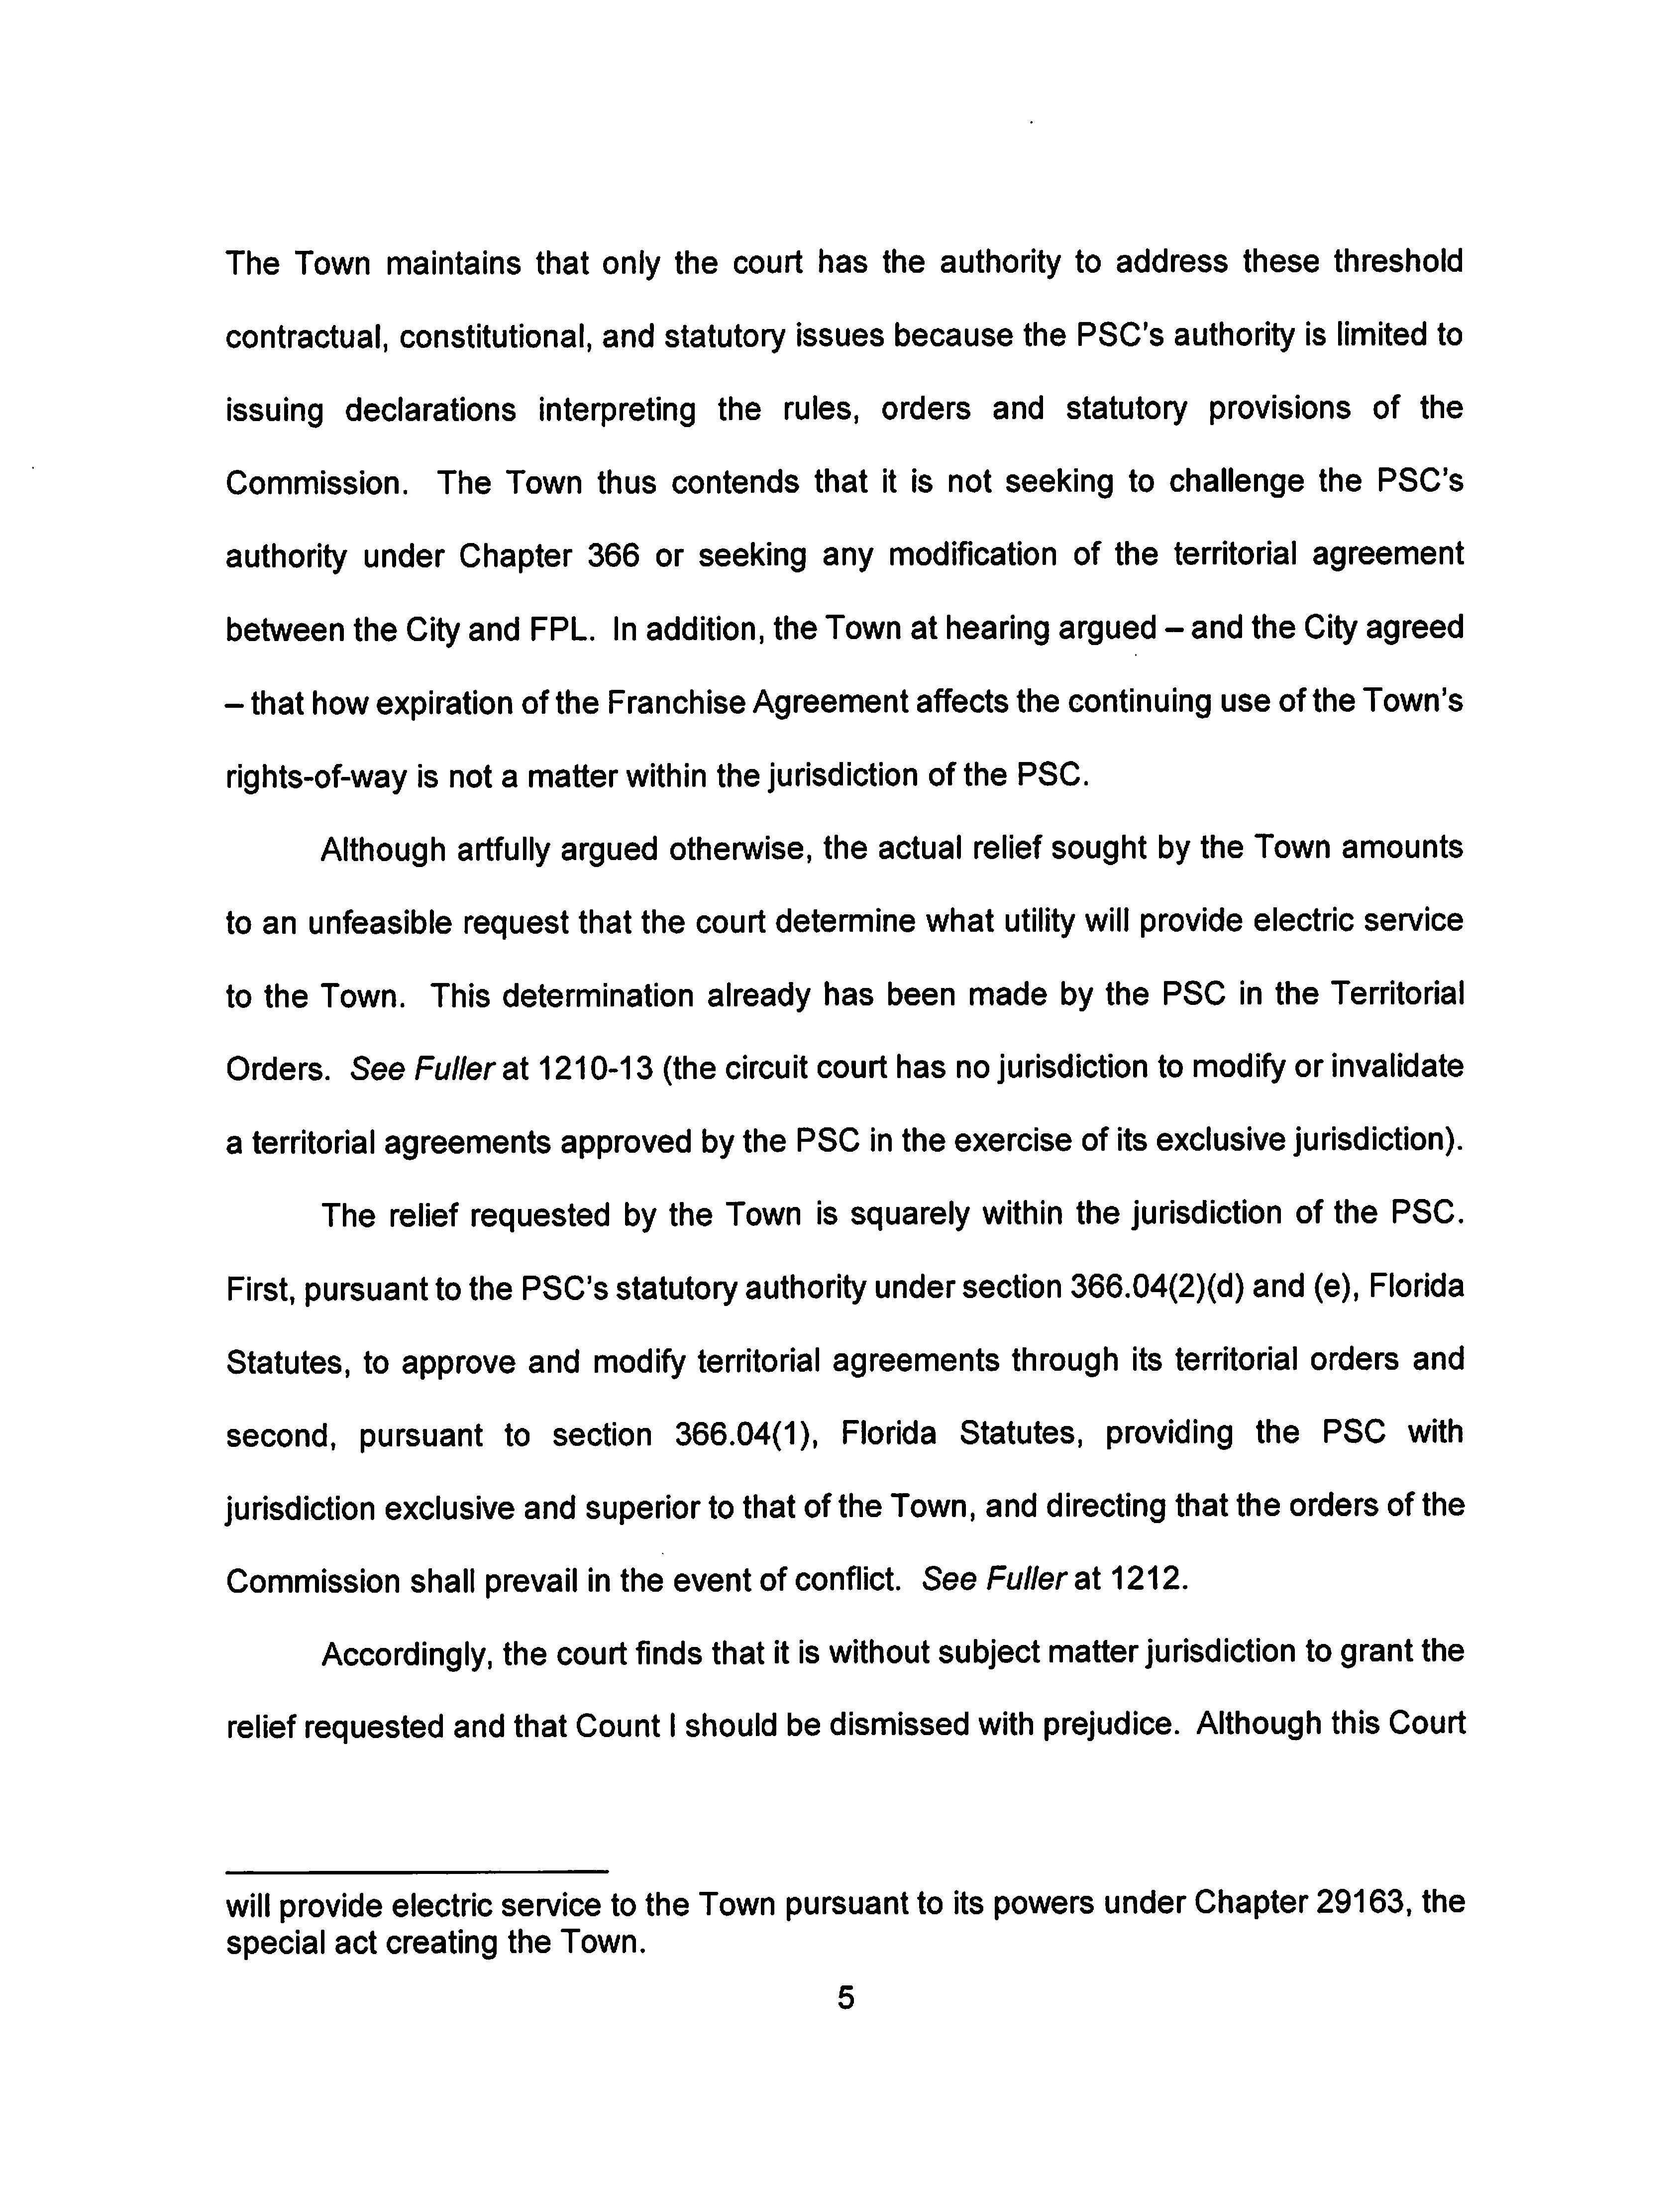 The Town maintains that only the court has the authority to address these threshold
contractual, constitutional, and statutory issues because the PSC's authority is limited to
issuing declarations interpreting the rules, orders and statutory provisions of the
Commission. The Town thus contends that it is not seeking to challenge the PSC's
authority under Chapter 366 or seeking any modification of the territorial agreement
between the City and FPL. In addition, the Town at hearing argued – and the City agreed
– that how expiration of the Franchise Agreement affects the continuing use of the Town's
rights-of-way is not a matter within the jurisdiction of the PSC.
Although artfully argued otherwise, the actual relief sought by the Town amounts
to an unfeasible request that the court determine what utility will provide electric service
to the Town. This determination already has been made by the PSC in the Territorial
Orders. See Fuller at 1210-13 (the circuit court has no jurisdiction to modify or invalidate
a territorial agreements approved by the PSC in the exercise of its exclusive jurisdiction).
The relief requested by the Town is squarely within the jurisdiction of the PSC.
First, pursuant to the PSC's statutory authority under section 366.04(2)(d) and (e), Florida
Statutes, to approve and modify territorial agreements through its territorial orders and
second, pursuant to section 366.04(1), Florida Statutes, providing the PSC with
jurisdiction exclusive and superior to that of the Town, and directing that the orders of the
Commission shall prevail in the event of conflict. See Fuller at 1212.
Accordingly, the court finds that it is without subject matter jurisdiction to grant the
relief requested and that Count I should be dismissed with prejudice. Although this Court
will provide electric service to the Town pursuant to its powers under Chapter 29163, the
special act creating the Town.
5